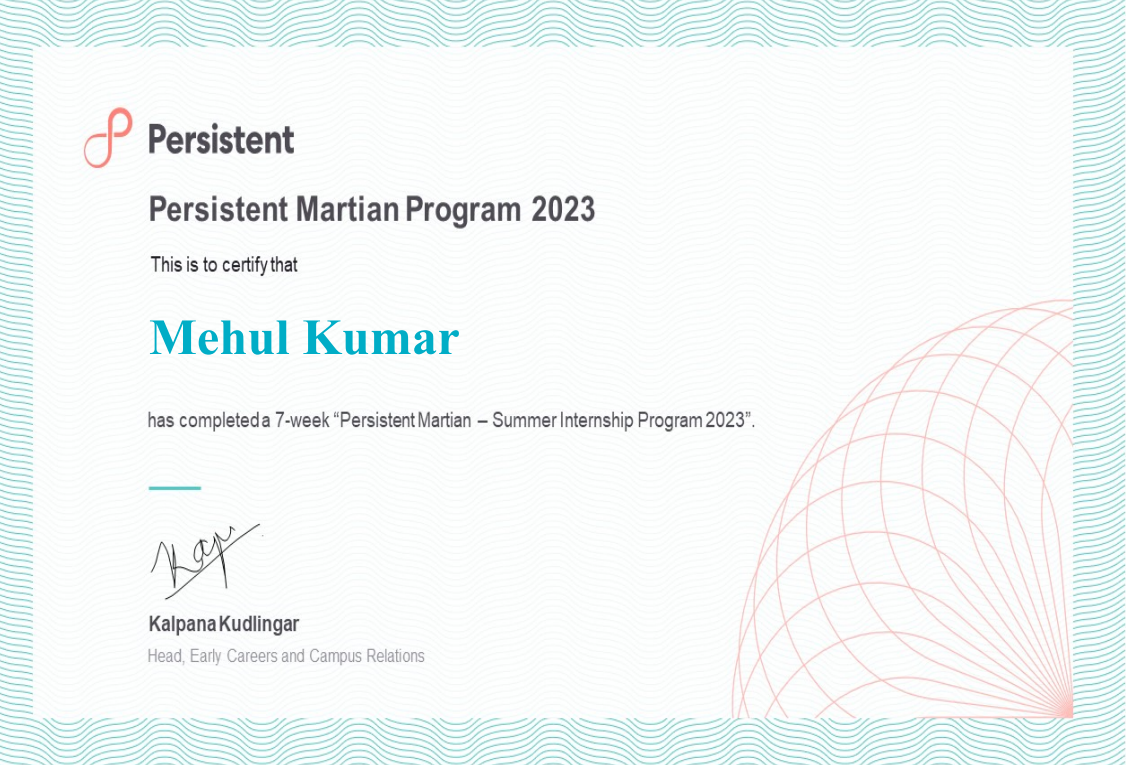 Persistent
Persistent Martian Program 2023
This is to certify that
Mehul Kumar
has completed a 7-week “Persistent Martian – Summer Internship Program 2023”.
Kalpana Kudlingar
Head, Early Careers and Campus Relations